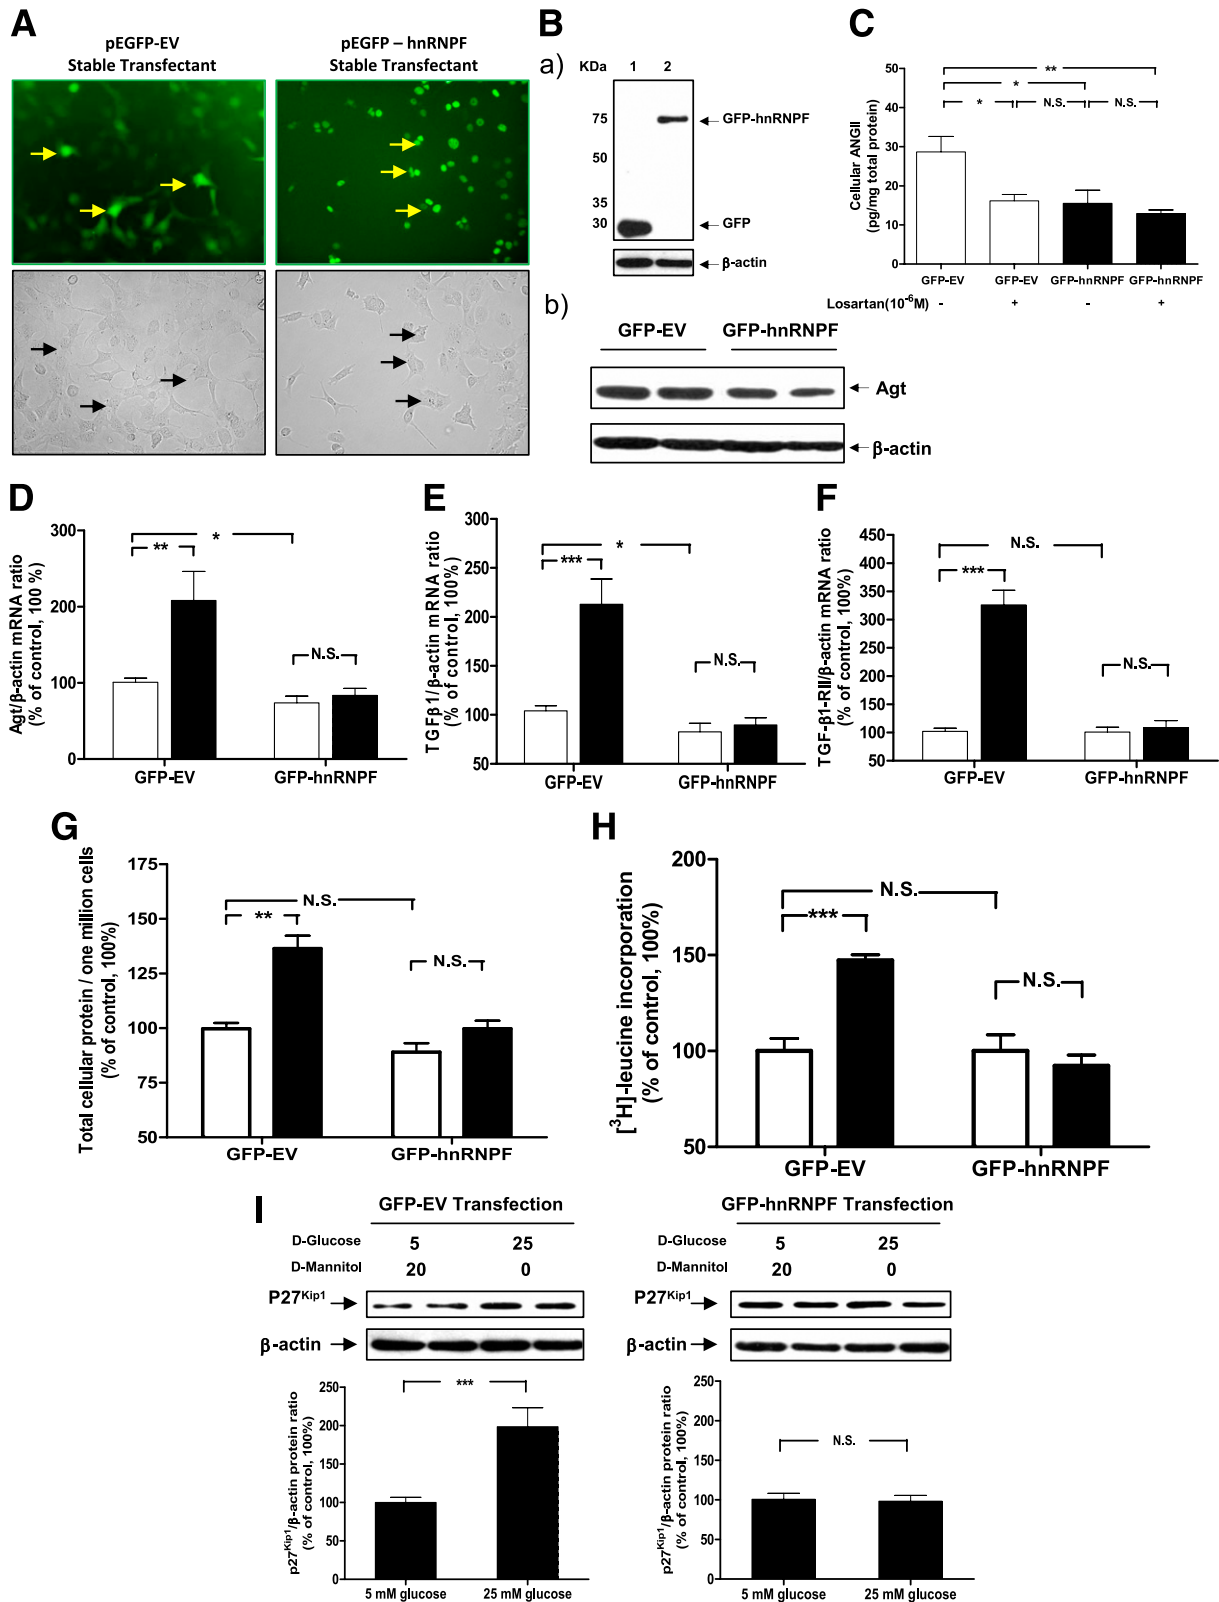 A
pEGFP-EV
Stable Transfectant
pEGFP – hnRNPF
Stable Transfectant
B
a)
KDa
1
2
75
50
35
30
GFP-hnRNPF
GFP
β-actin
b)
GFP-EV
GFP-hnRNPF
Agt
β-actin
C
Cellular ANGII
(pg/mg total protein)
50
40
30
20
10
0
**
*
*
N.S.
N.S.
GFP-EV
GFP-EV
GFP-hnRNPF
GFP-hnRNPF
Losartan(10⁻⁶M)
-
+
-
+
D
Agt/β-actin mRNA ratio
(% of control, 100 %)
300
200
100
0
*
**
N.S.
GFP-EV
GFP-hnRNPF
E
TGFβ1/β-actin mRNA ratio
(% of control, 100%)
300
250
200
150
100
50
*
***
N.S.
GFP-EV
GFP-hnRNPF
F
TGF-β1-RII/β-actin mRNA ratio
(% of control, 100%)
450
400
350
300
250
200
150
100
50
N.S.
***
N.S.
GFP-EV
GFP-hnRNPF
G
Total cellular protein / one million cells
(% of control, 100%)
175
150
125
100
75
50
N.S.
**
N.S.
GFP-EV
GFP-hnRNPF
H
[³H]-leucine incorporation
(% of control, 100%)
200
150
100
50
N.S.
***
N.S.
GFP-EV
GFP-hnRNPF
I
GFP-EV Transfection
D-Glucose
5
25
D-Mannitol
20
0
P27ᴷⁱᵖ¹
β-actin
p27ᴷⁱᵖ¹/β-actin protein ratio
(% of control, 100%)
250
200
150
100
50
0
***
5 mM glucose
25 mM glucose
GFP-hnRNPF Transfection
D-Glucose
5
25
D-Mannitol
20
0
P27ᴷⁱᵖ¹
β-actin
p27ᴷⁱᵖ¹/β-actin protein ratio
(% of control, 100%)
250
200
150
100
50
0
N.S.
5 mM glucose
25 mM glucose